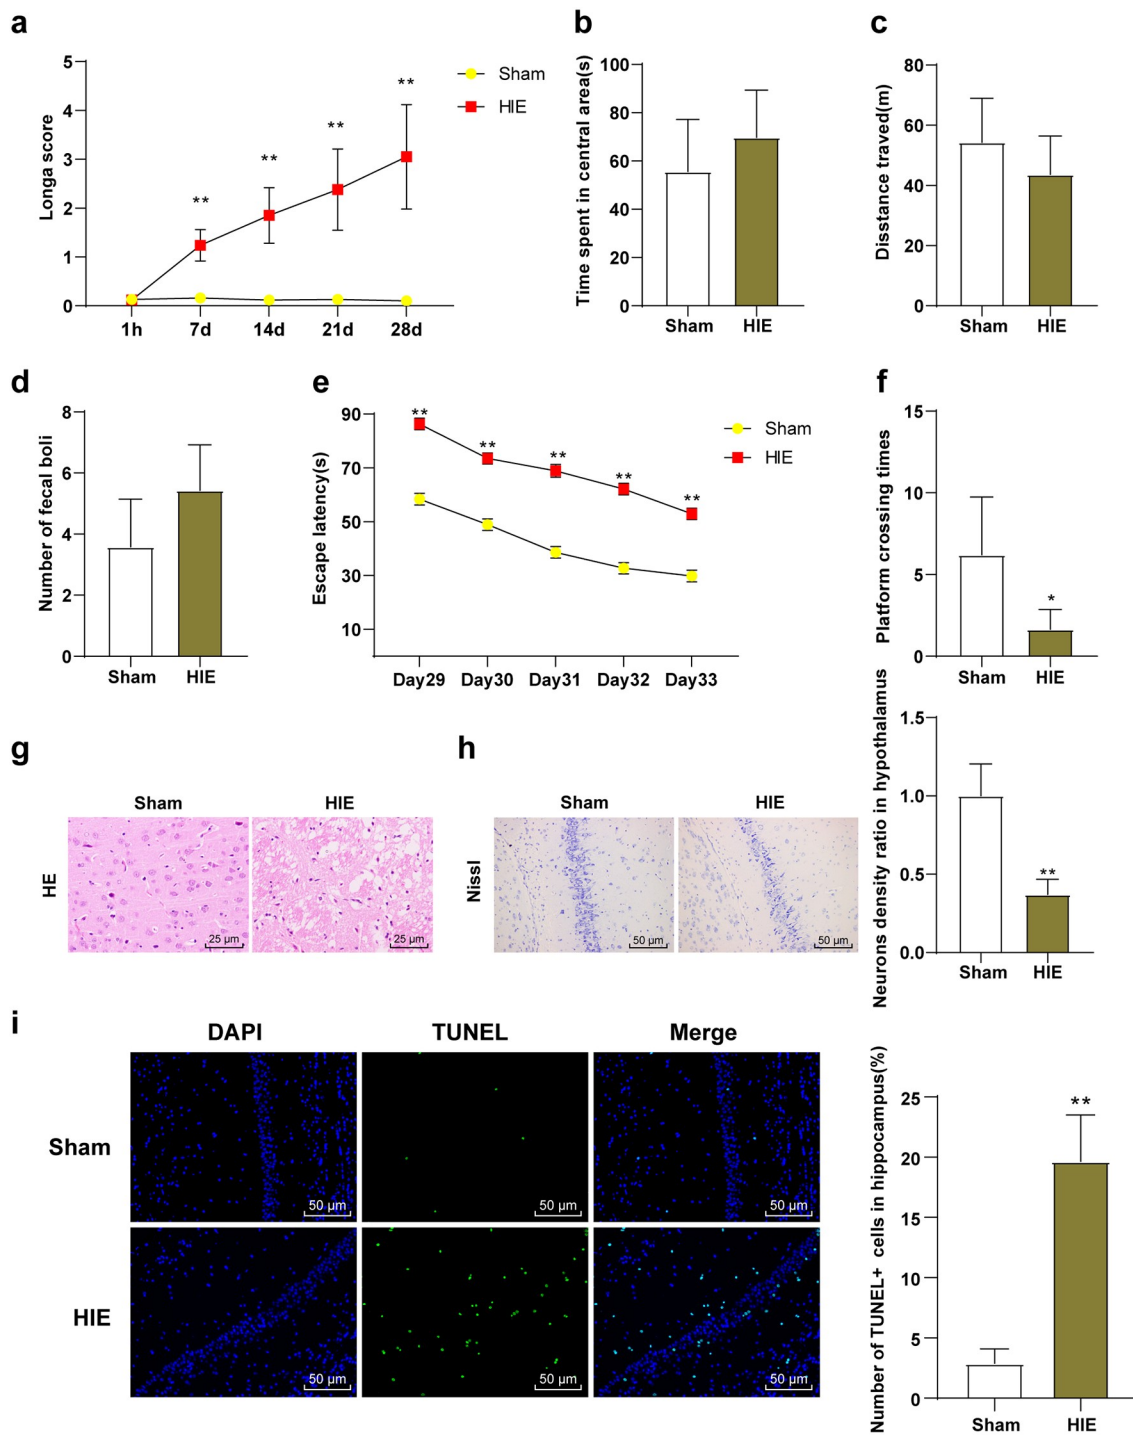 a
Longa score
5
4
3
2
1
0
1h 7d 14d 21d 28d
** ** ** **
Sham
HIE
b
Time spent in central area(s)
100
80
60
40
20
0
Sham HIE
c
Disstance traved(m)
80
60
40
20
0
Sham HIE
d
Number of fecal boli
8
6
4
2
0
Sham HIE
e
Escape latency(s)
90
70
50
30
10
Day29 Day30 Day31 Day32 Day33
** ** ** ** **
Sham
HIE
f
Platform crossing times
15
10
5
0
*
Sham HIE
g
Sham HIE
HE
25 µm 25 µm
h
Sham HIE
Nissl
50 µm 50 µm
Neurons density ratio in hypothalamus
1.5
1.0
0.5
0.0
**
Sham HIE
i
DAPI TUNEL Merge
Sham
50 µm 50 µm 50 µm
HIE
50 µm 50 µm 50 µm
Number of TUNEL+ cells in hippocampus(%)
25
20
15
10
5
0
**
Sham HIE